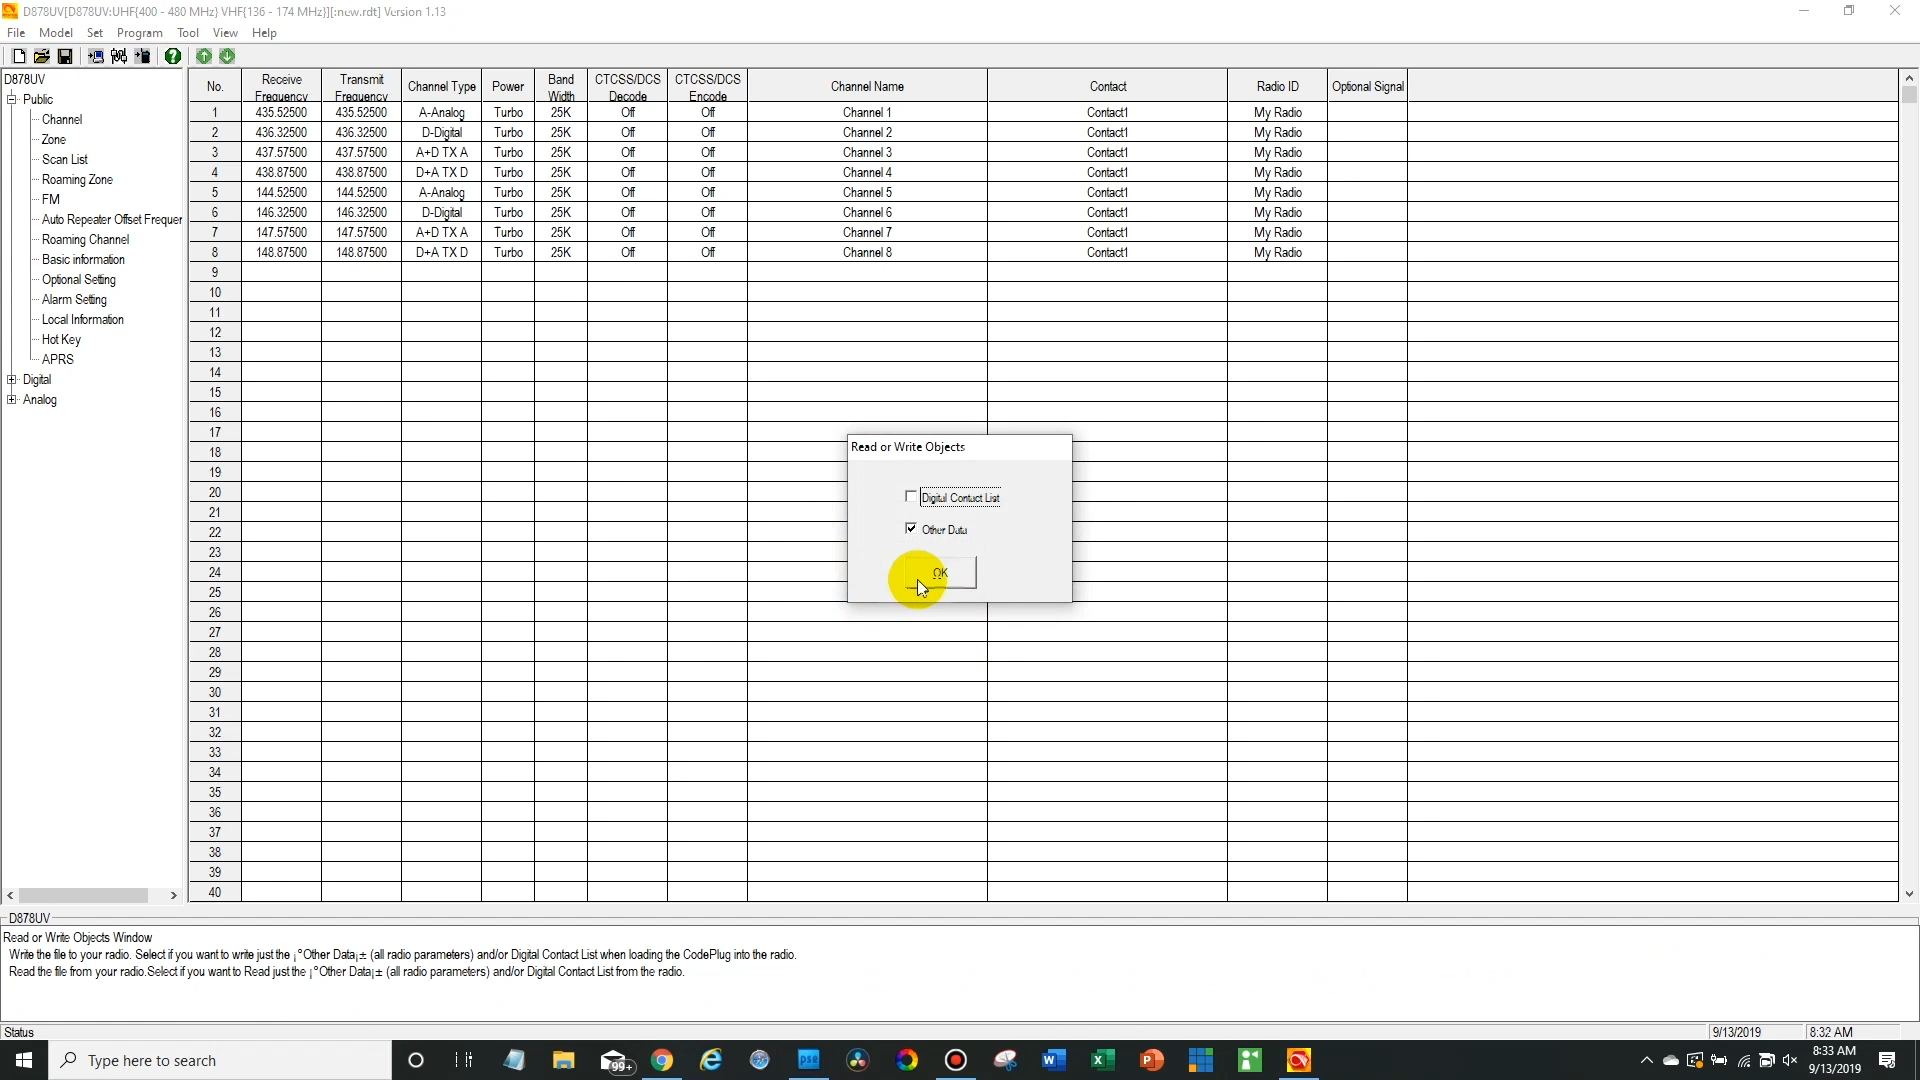 D878UV[D878UV:UHF{400 - 480 MHz} VHF{136 - 174 MHz}][:new.rdt] Version 1.13
File Model Set Program Tool View Help
D878UV
Public
Channel
Zone
Scan List
Roaming Zone
FM
Auto Repeater Offset Frequer
Roaming Channel
Basic information
Optional Setting
Alarm Setting
Local Information
Hot Key
APRS
Digital
Analog
No. Receive Frequency Transmit Frequency Channel Type Power Band Width CTCSS/DCS Decode CTCSS/DCS Encode Channel Name Contact Radio ID Optional Signal
1 435.52500 435.52500 A-Analog Turbo 25K Off Off Channel 1 Contact1 My Radio
2 436.32500 436.32500 D-Digital Turbo 25K Off Off Channel 2 Contact1 My Radio
3 437.57500 437.57500 A+D TX A Turbo 25K Off Off Channel 3 Contact1 My Radio
4 438.87500 438.87500 D+A TX D Turbo 25K Off Off Channel 4 Contact1 My Radio
5 144.52500 144.52500 A-Analog Turbo 25K Off Off Channel 5 Contact1 My Radio
6 146.32500 146.32500 D-Digital Turbo 25K Off Off Channel 6 Contact1 My Radio
7 147.57500 147.57500 A+D TX A Turbo 25K Off Off Channel 7 Contact1 My Radio
8 148.87500 148.87500 D+A TX D Turbo 25K Off Off Channel 8 Contact1 My Radio
9
10
11
12
13
14
15
16
17
18
19
20
21
22
23
24
25
26
27
28
29
30
31
32
33
34
35
36
37
38
39
40
Read or Write Objects
Digital Contact List
Other Data
OK
D878UV
Read or Write Objects Window
Write the file to your radio. Select if you want to write just the ¡°Other Data¡± (all radio parameters) and/or Digital Contact List when loading the CodePlug into the radio.
Read the file from your radio.Select if you want to Read just the ¡°Other Data¡± (all radio parameters) and/or Digital Contact List from the radio.
Status 9/13/2019 8:32 AM
Type here to search
99+
pse
8:33 AM
9/13/2019